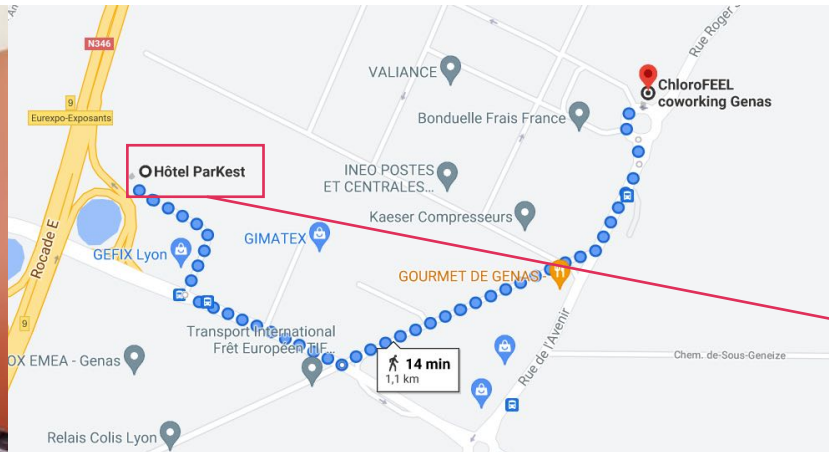 N346
9
Eurexpo-Exposants
VALIANCE
Rue Roger S
ChloroFEEL
coworking Genas
Bonduelle Frais France
Hôtel ParKest
INEO POSTES
ET CENTRALES...
Kaeser Compresseurs
Rocade E
GIMATEX
GEFIX Lyon
GOURMET DE GENAS
9
Transport International
Frêt Européen TIF...
14 min
1,1 km
Rue de l'Avenir
Chem. de-Sous-Geneize
OX EMEA - Genas
Relais Colis Lyon